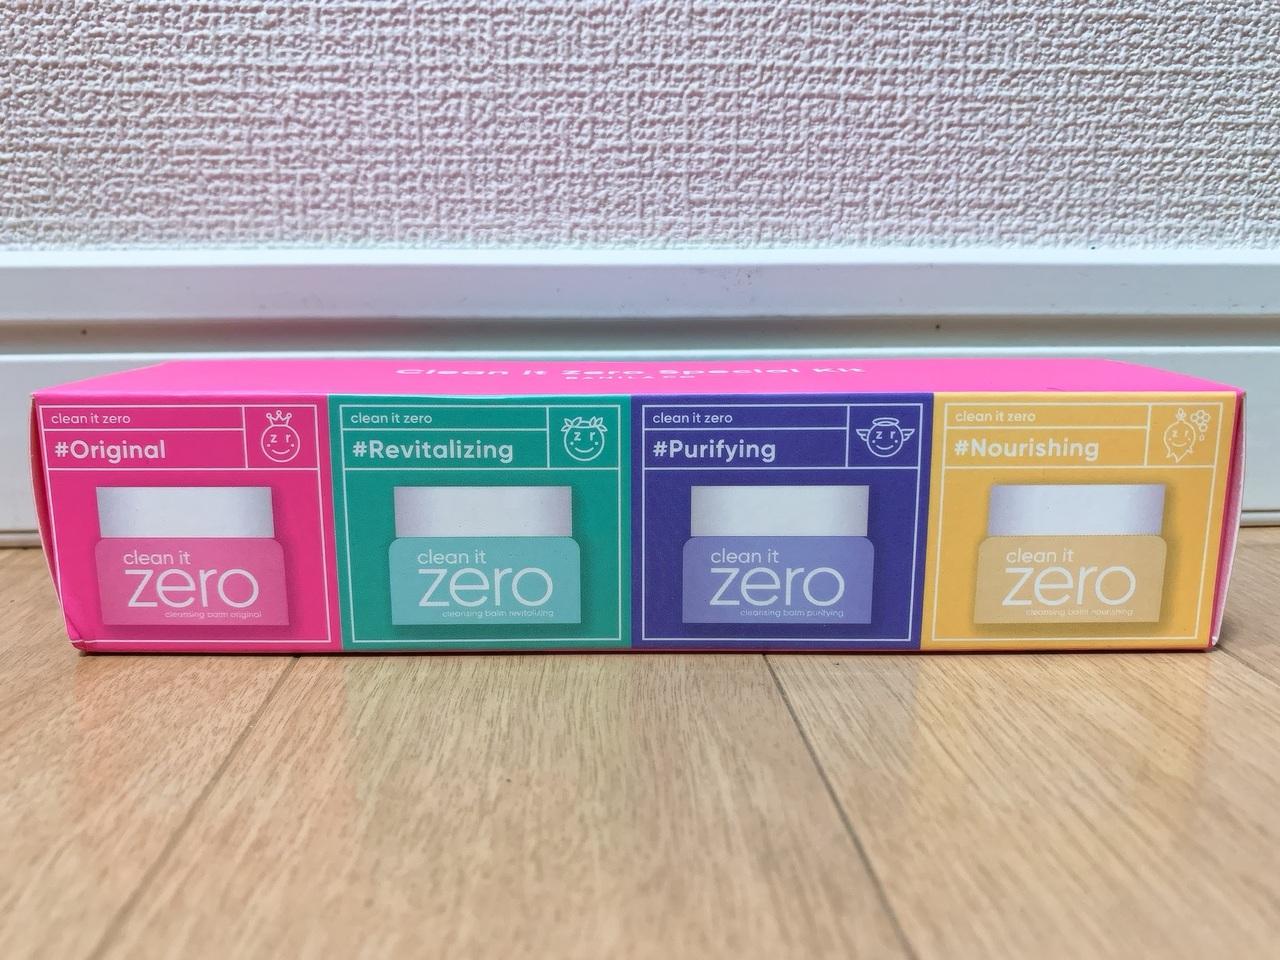 Clean it Zero Special Kit
BANILA CO
clean it zero
#Original
z r
clean it
zero
cleansing balm original
clean it zero
#Revitalizing
z r
clean it
zero
cleansing balm revitalizing
clean it zero
#Purifying
z r
clean it
zero
cleansing balm purifying
clean it zero
#Nourishing
z r
clean it
zero
cleansing balm nourishing